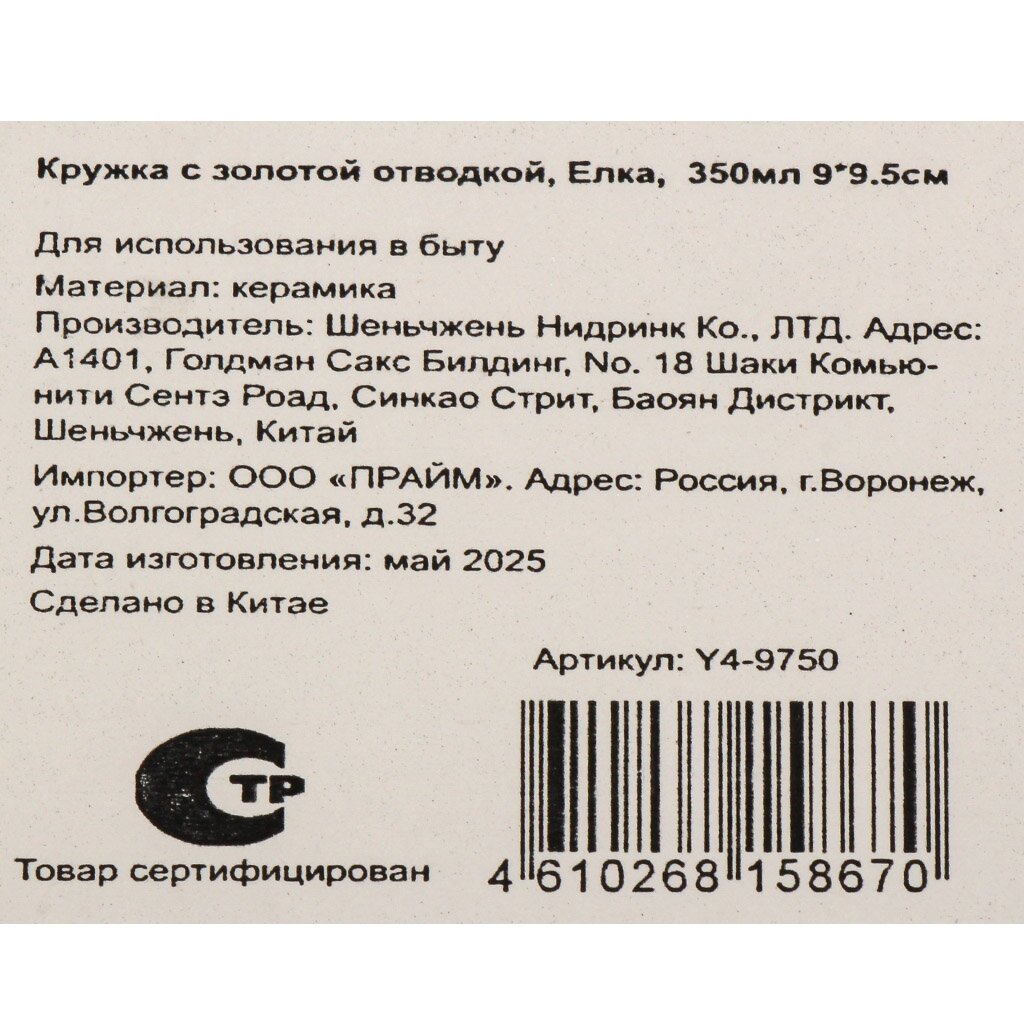 Кружка с золотой отводкой, Елка, 350мл 9*9.5см
Для использования в быту
Материал: керамика
Производитель: Шеньчжень Нидринк Ко., ЛТД. Адрес:
А1401, Голдман Сакс Билдинг, No. 18 Шаки Комью-
нити Сентэ Роад, Синкао Стрит, Баоян Дистрикт,
Шеньчжень, Китай
Импортер: ООО «ПРАЙМ». Адрес: Россия, г.Воронеж,
ул.Волгоградская, д.32
Дата изготовления: май 2025
Сделано в Китае
Артикул: Y4-9750
ТР
Товар сертифицирован
4 610268 158670